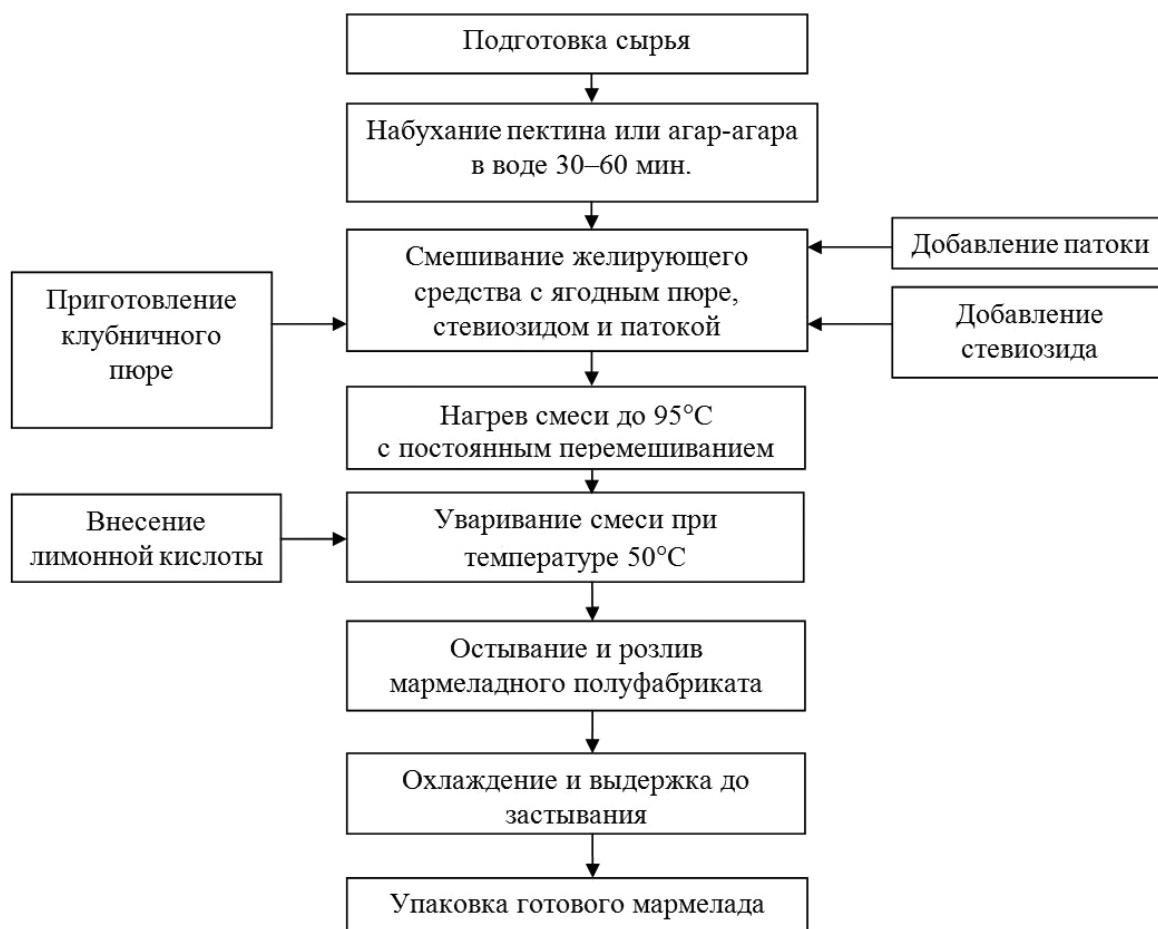 Подготовка сырья
Набухание пектина или агар-агара
в воде 30–60 мин.
Смешивание желирующего
средства с ягодным пюре,
стевиозидом и патокой
Добавление патоки
Добавление
стевиозида
Приготовление
клубничного
пюре
Нагрев смеси до 95°С
с постоянным перемешиванием
Внесение
лимонной кислоты
Уваривание смеси при
температуре 50°С
Остывание и розлив
мармеладного полуфабриката
Охлаждение и выдержка до
застывания
Упаковка готового мармелада